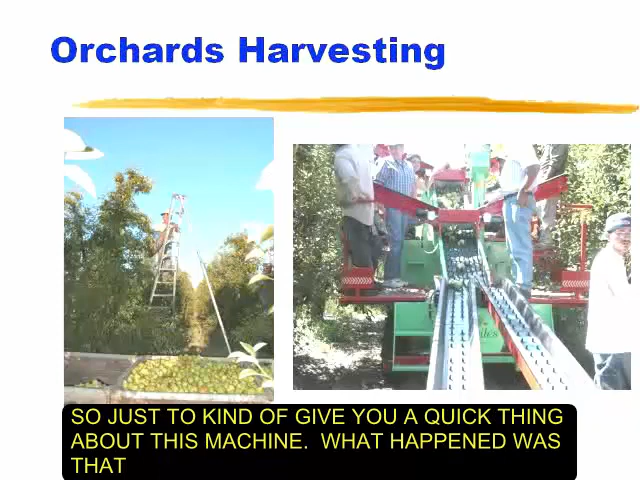 Orchards Harvesting
SO JUST TO KIND OF GIVE YOU A QUICK THING
ABOUT THIS MACHINE.  WHAT HAPPENED WAS
THAT